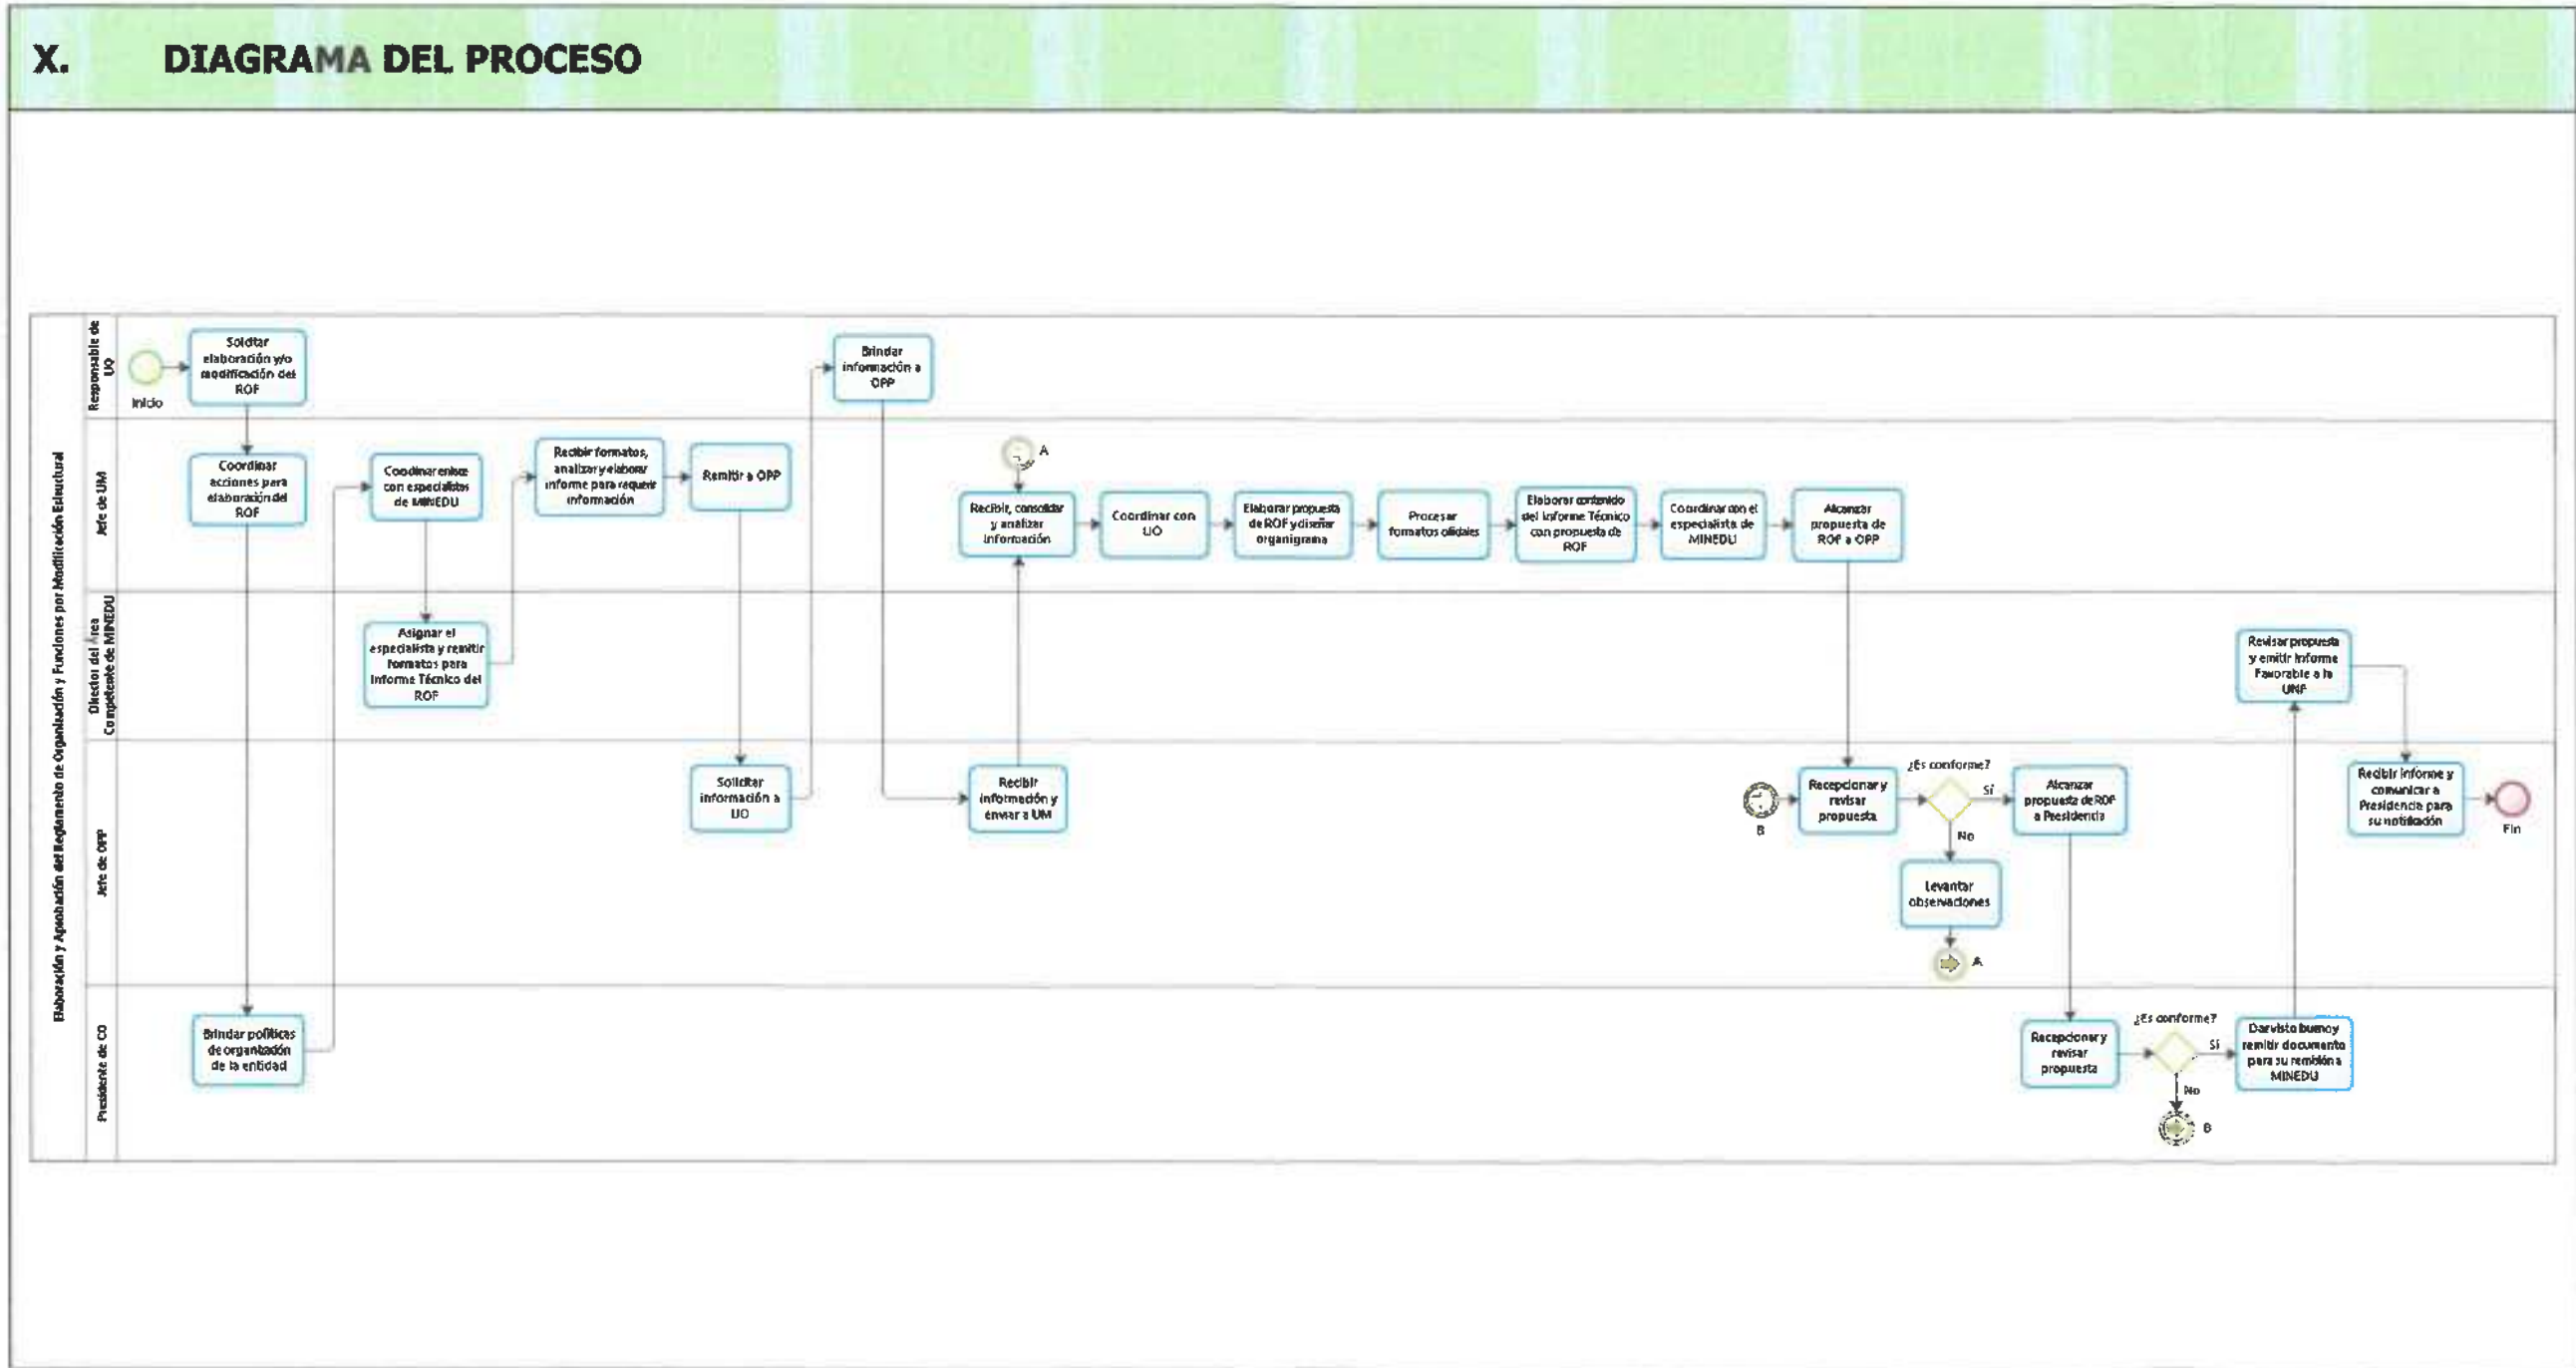 X. DIAGRAMA DEL PROCESO
Elaboración y Aprobación del Reglamento de Organización y Funciones por Modificación Estructural
Responsable de
UO
Inicio
Solicitar
elaboración y/o
modificación del
ROF
Brindar
información a
OPP
Jefe de UM
Coordinar
acciones para
elaboración del
ROF
Coordinar enlace
con especialistas
de MINEDU
Recibir formatos,
analizar y elaborar
informe para requerir
información
Remitir a OPP
A
Recibir, consolidar
y analizar
información
Coordinar con
UO
Elaborar propuesta
de ROF y diseñar
organigrama
Procesar
formatos oficiales
Elaborar contenido
del Informe Técnico
con propuesta de
ROF
Coordinar con el
especialista de
MINEDU
Alcanzar
propuesta de
ROF a OPP
Director del Área
Competente de MINEDU
Asignar el
especialista y remitir
formatos para
Informe Técnico del
ROF
Revisar propuesta
y emitir Informe
Favorable a la
UNF
Jefe de OPP
Solicitar
información a
UO
Recibir
información y
enviar a UM
B
Recepcionar y
revisar
propuesta
¿Es conforme?
Sí
No
Alcanzar
propuesta de ROF
a Presidencia
Levantar
observaciones
A
Recibir informe y
comunicar a
Presidencia para
su notificación
Fin
Presidente de CO
Brindar políticas
de organización
de la entidad
Recepcionar y
revisar
propuesta
¿Es conforme?
Sí
No
B
Dar visto bueno y
remitir documento
para su remisión a
MINEDU